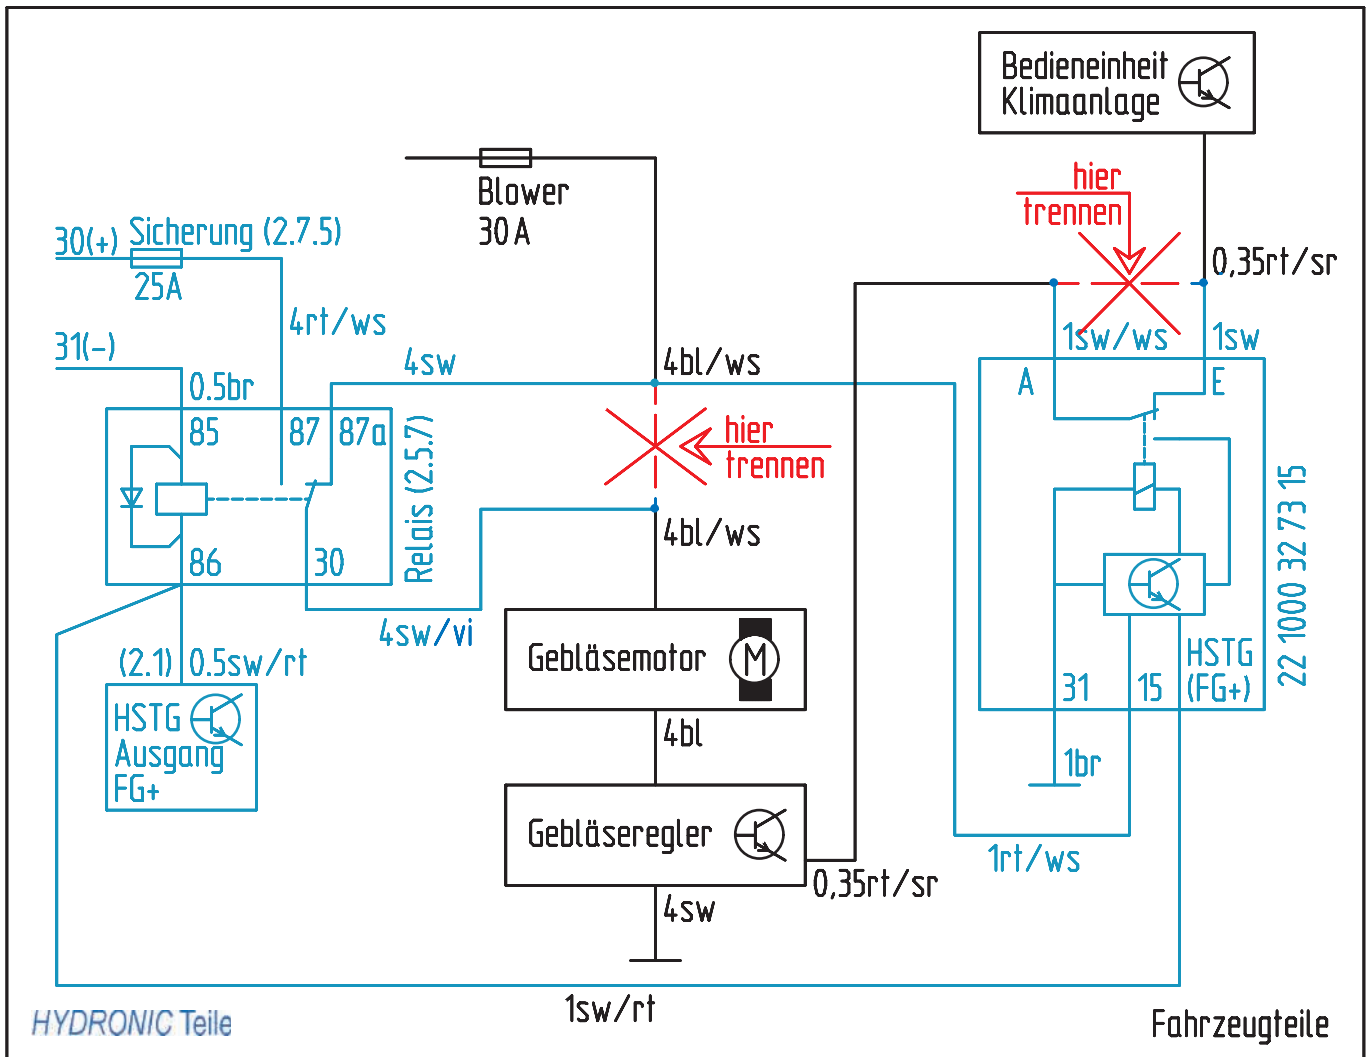 Bedieneinheit
Klimaanlage
hier
trennen
Blower
30A
30(+)
Sicherung (2.7.5)
25A
0,35rt/sr
4rt/ws
31(-)
4sw
4bl/ws
1sw/ws
1sw
0.5br
A
E
85
87
87a
hier
trennen
Relais (2.5.7)
4bl/ws
86
30
22 1000 32 73 15
4sw/vi
(2.1)
0.5sw/rt
Gebläsemotor
M
HSTG
(FG+)
31
15
HSTG
Ausgang
FG+
4bl
1br
Gebläseregler
1rt/ws
0,35rt/sr
4sw
1sw/rt
HYDRONIC Teile
Fahrzeugteile